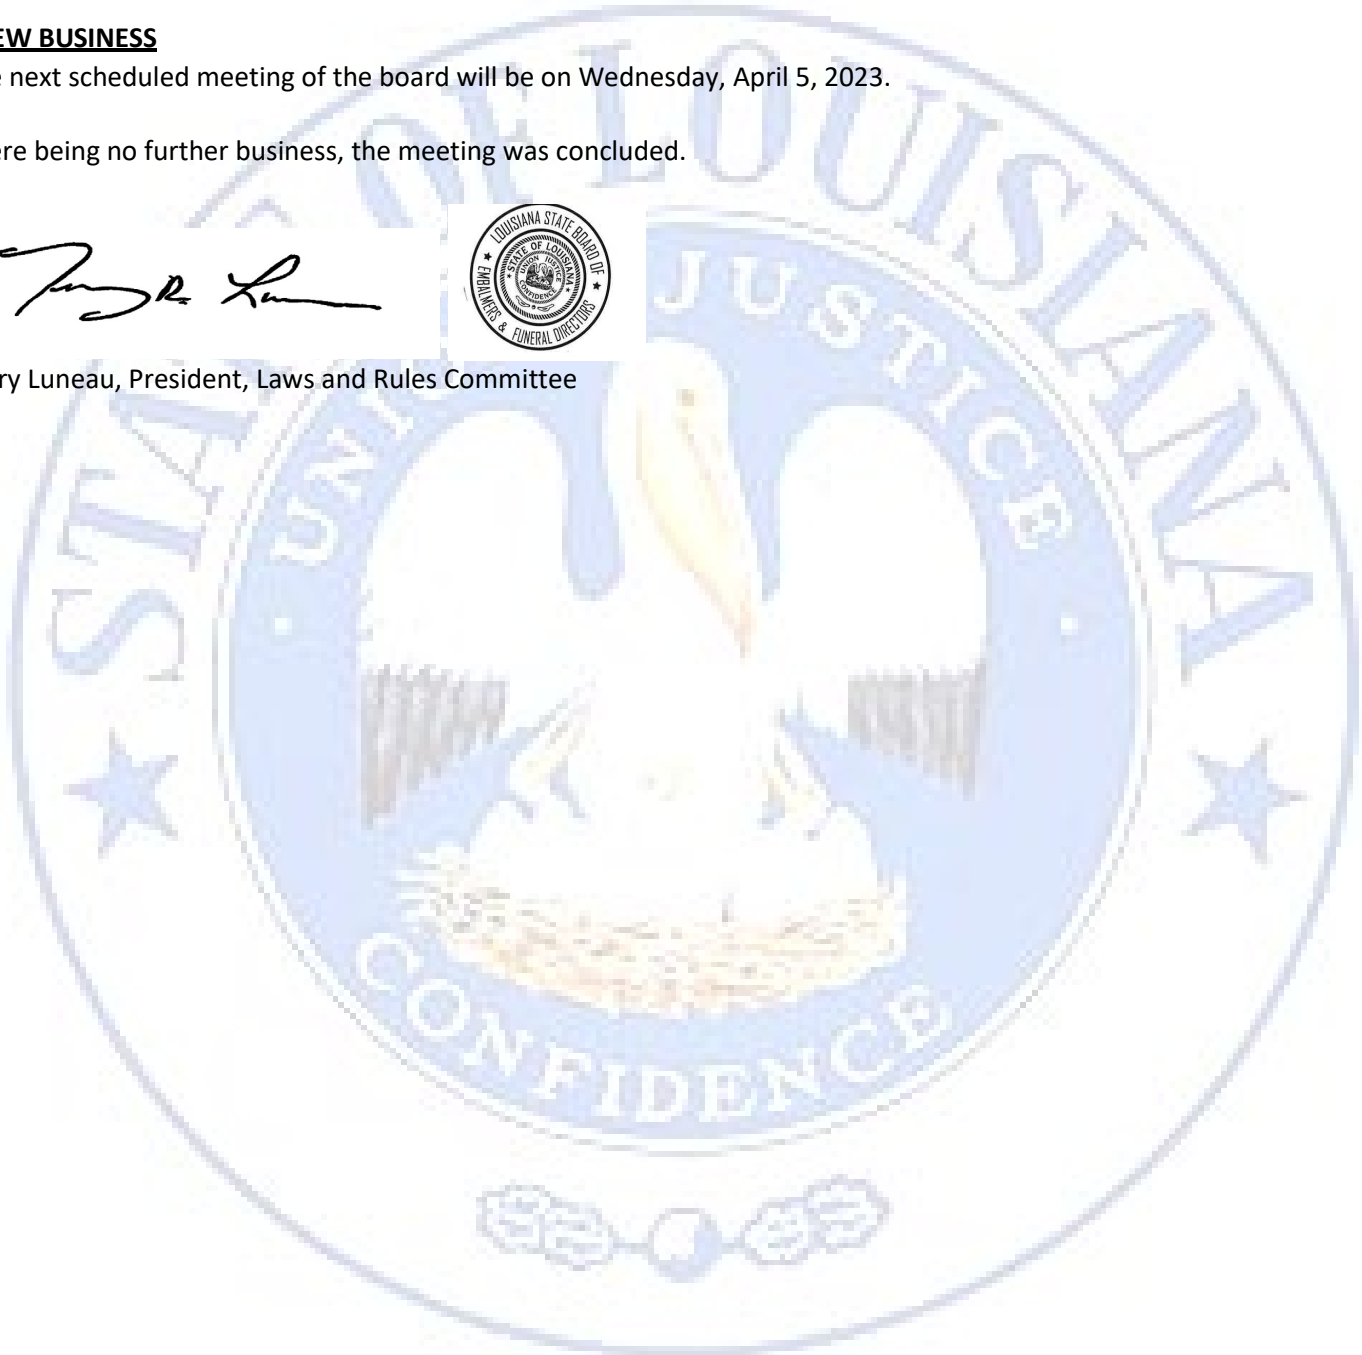 EW BUSINESS
e next scheduled meeting of the board will be on Wednesday, April 5, 2023.
ere being no further business, the meeting was concluded.
LOUISIANA STATE BOARD OF
EMBALMERS & FUNERAL DIRECTORS
STATE OF LOUISIANA
UNION JUSTICE
CONFIDENCE
ry Luneau, President, Laws and Rules Committee
STATE OF LOUISIANA
UNI JUSTICE
CONFIDENCE